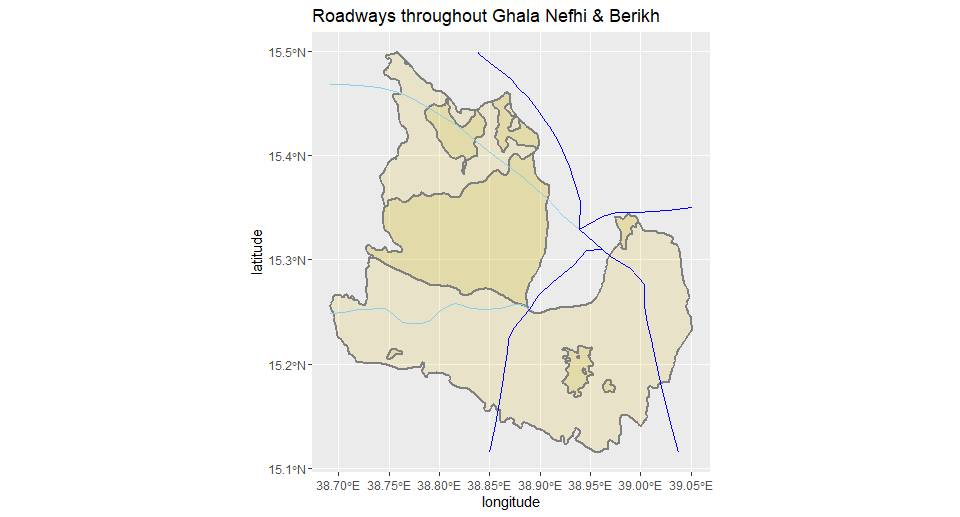 Roadways throughout Ghala Nefhi & Berikh
15.5°N
15.4°N
15.3°N
15.2°N
15.1°N
latitude
38.70°E 38.75°E 38.80°E 38.85°E 38.90°E 38.95°E 39.00°E 39.05°E
longitude